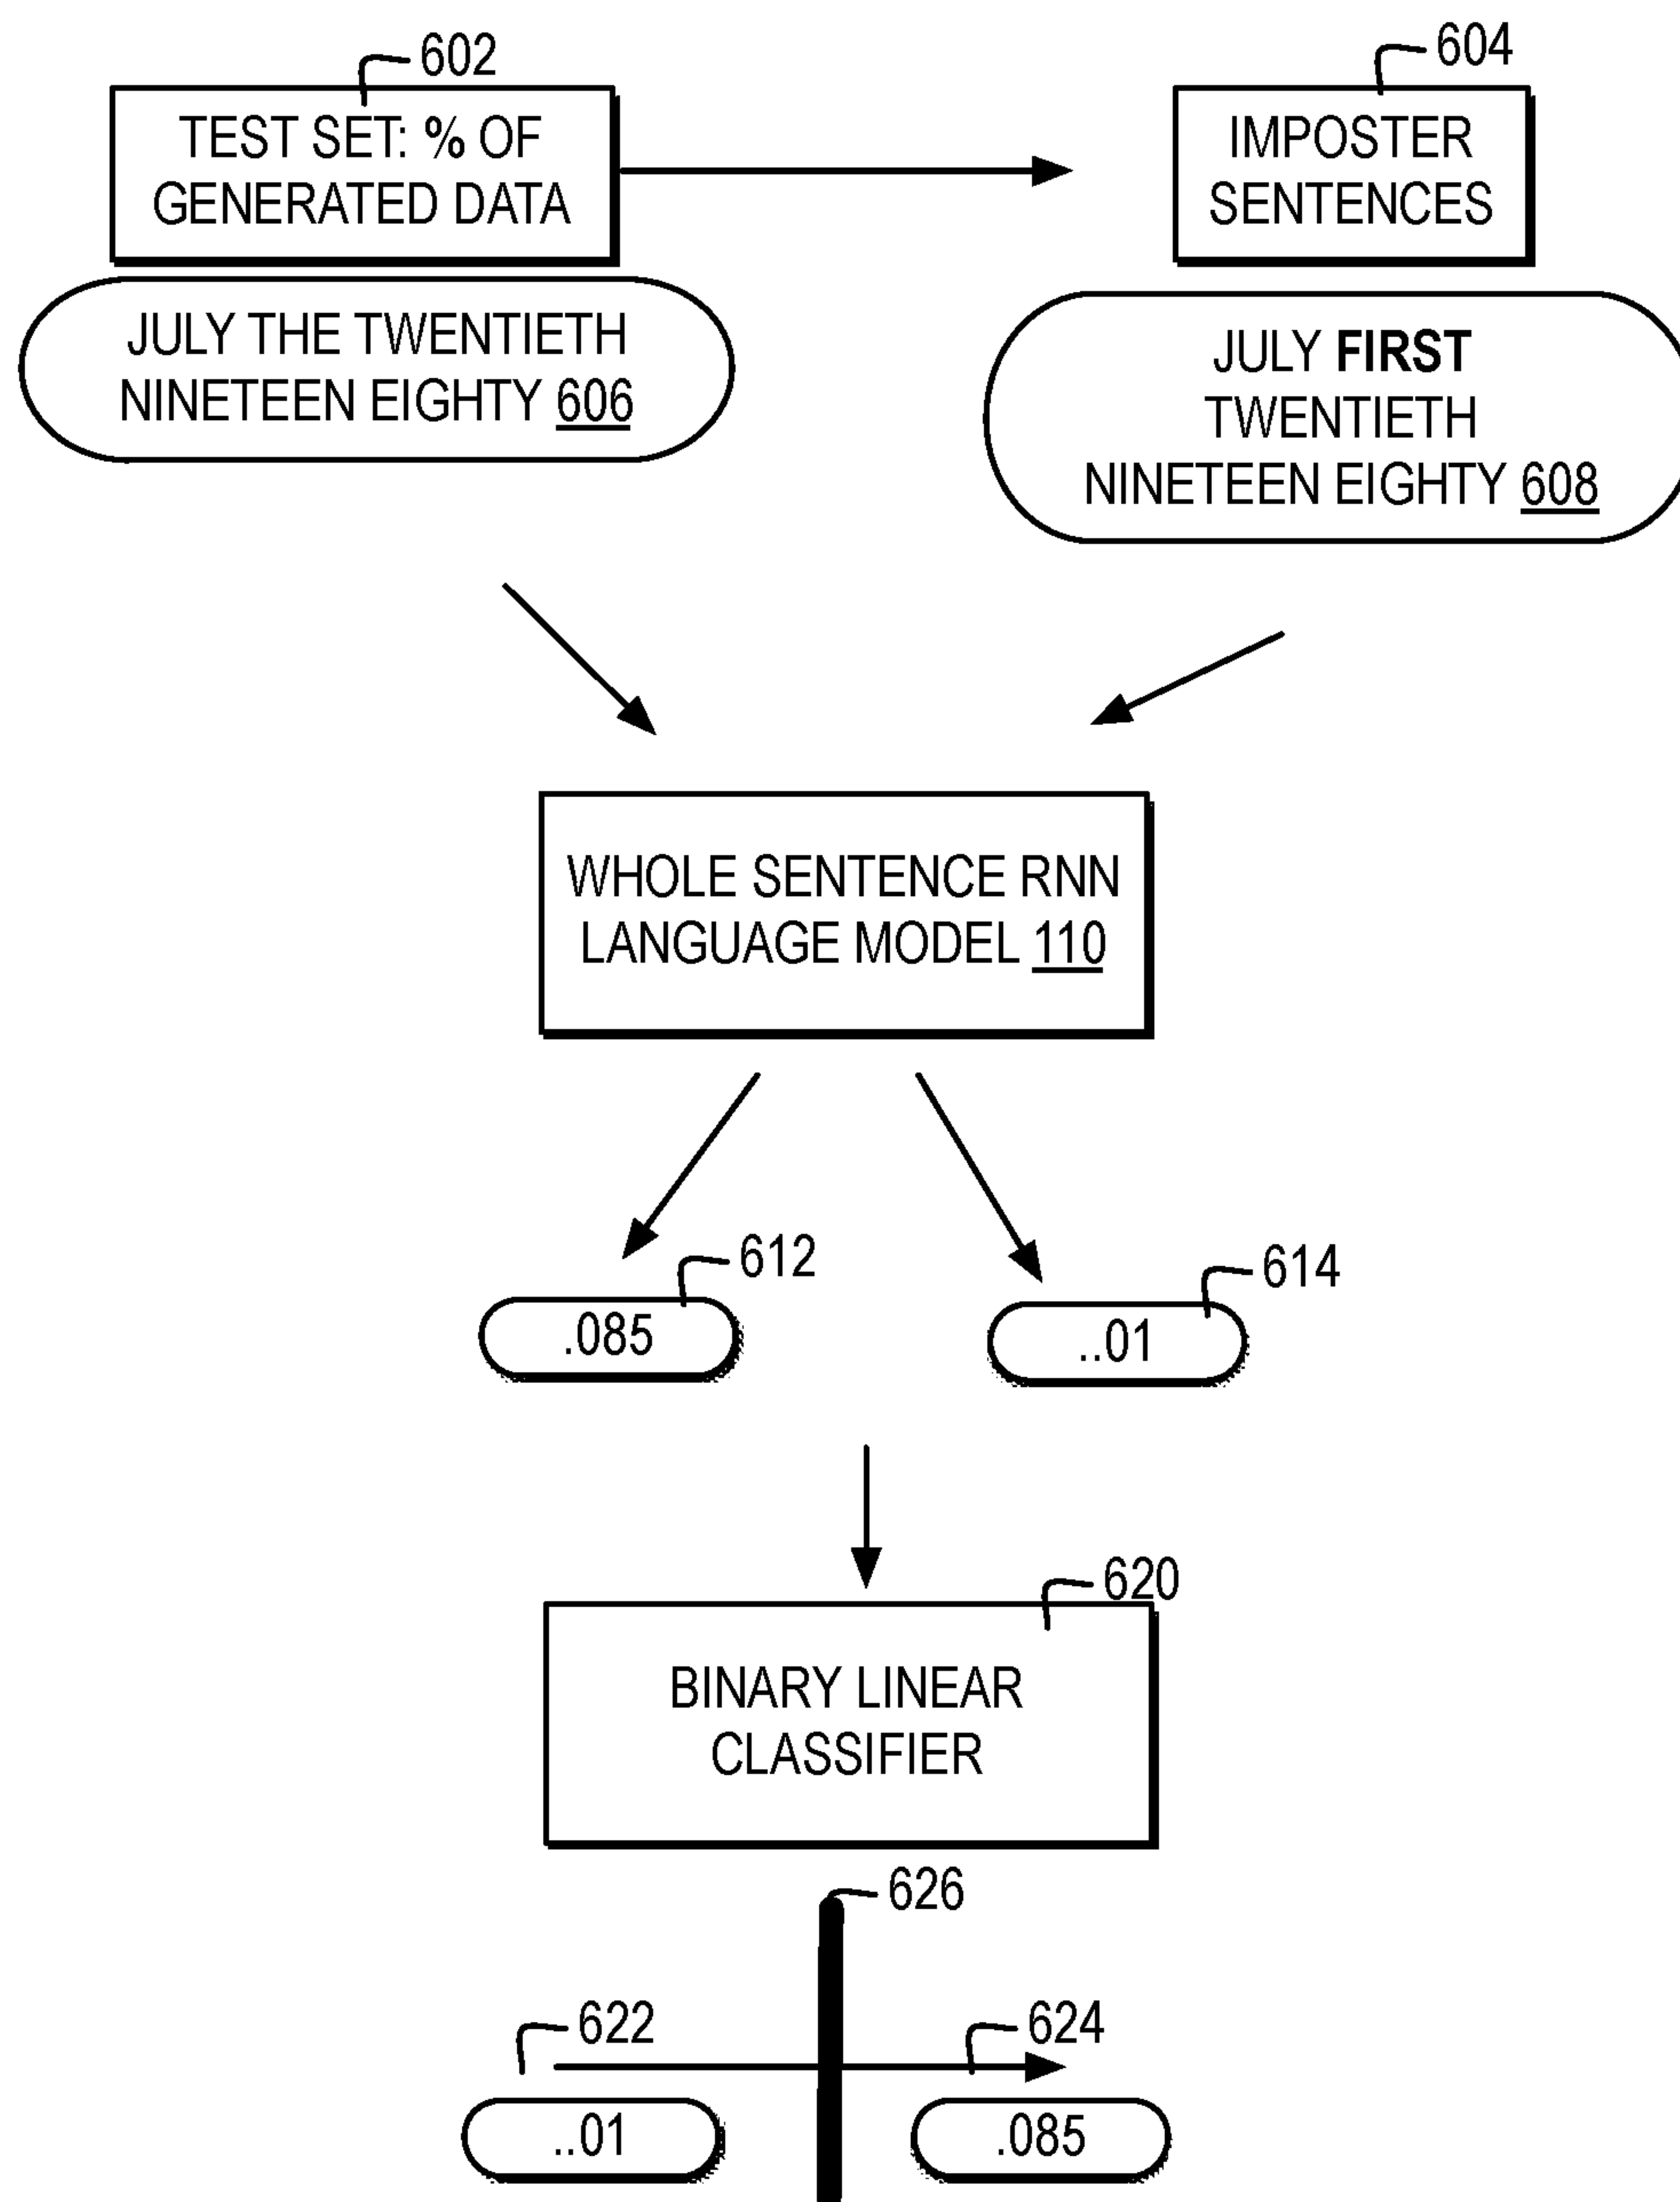 602
TEST SET: % OF
GENERATED DATA
JULY THE TWENTIETH
NINETEEN EIGHTY 606
604
IMPOSTER
SENTENCES
JULY FIRST
TWENTIETH
NINETEEN EIGHTY 608
WHOLE SENTENCE RNN
LANGUAGE MODEL 110
612
.085
614
..01
620
BINARY LINEAR
CLASSIFIER
626
622
624
..01
.085